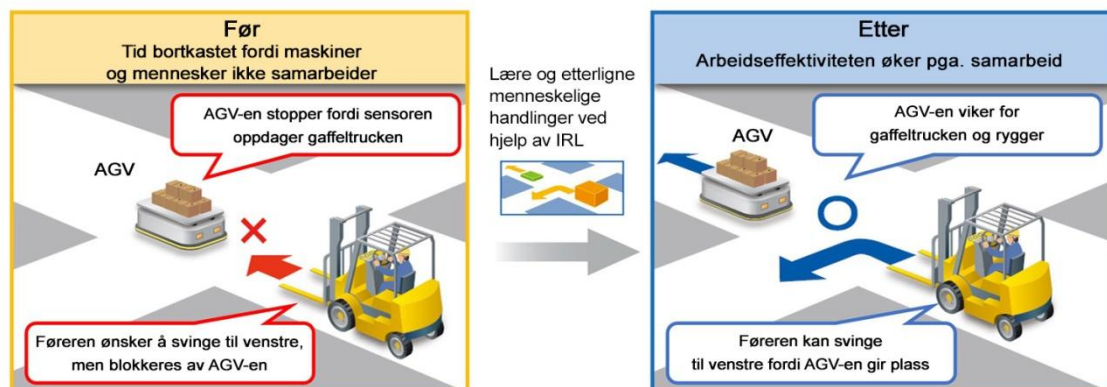 Før
Tid bortkastet fordi maskiner
og mennesker ikke samarbeider
AGV-en stopper fordi sensoren
oppdager gaffeltrucken
AGV
Føreren ønsker å svinge til venstre,
men blokkeres av AGV-en
Lære og etterligne
menneskelige
handlinger ved
hjelp av IRL
Etter
Arbeidseffektiviteten øker pga. samarbeid
AGV-en viker for
gaffeltrucken og rygger
AGV
Føreren kan svinge
til venstre fordi AGV-en gir plass